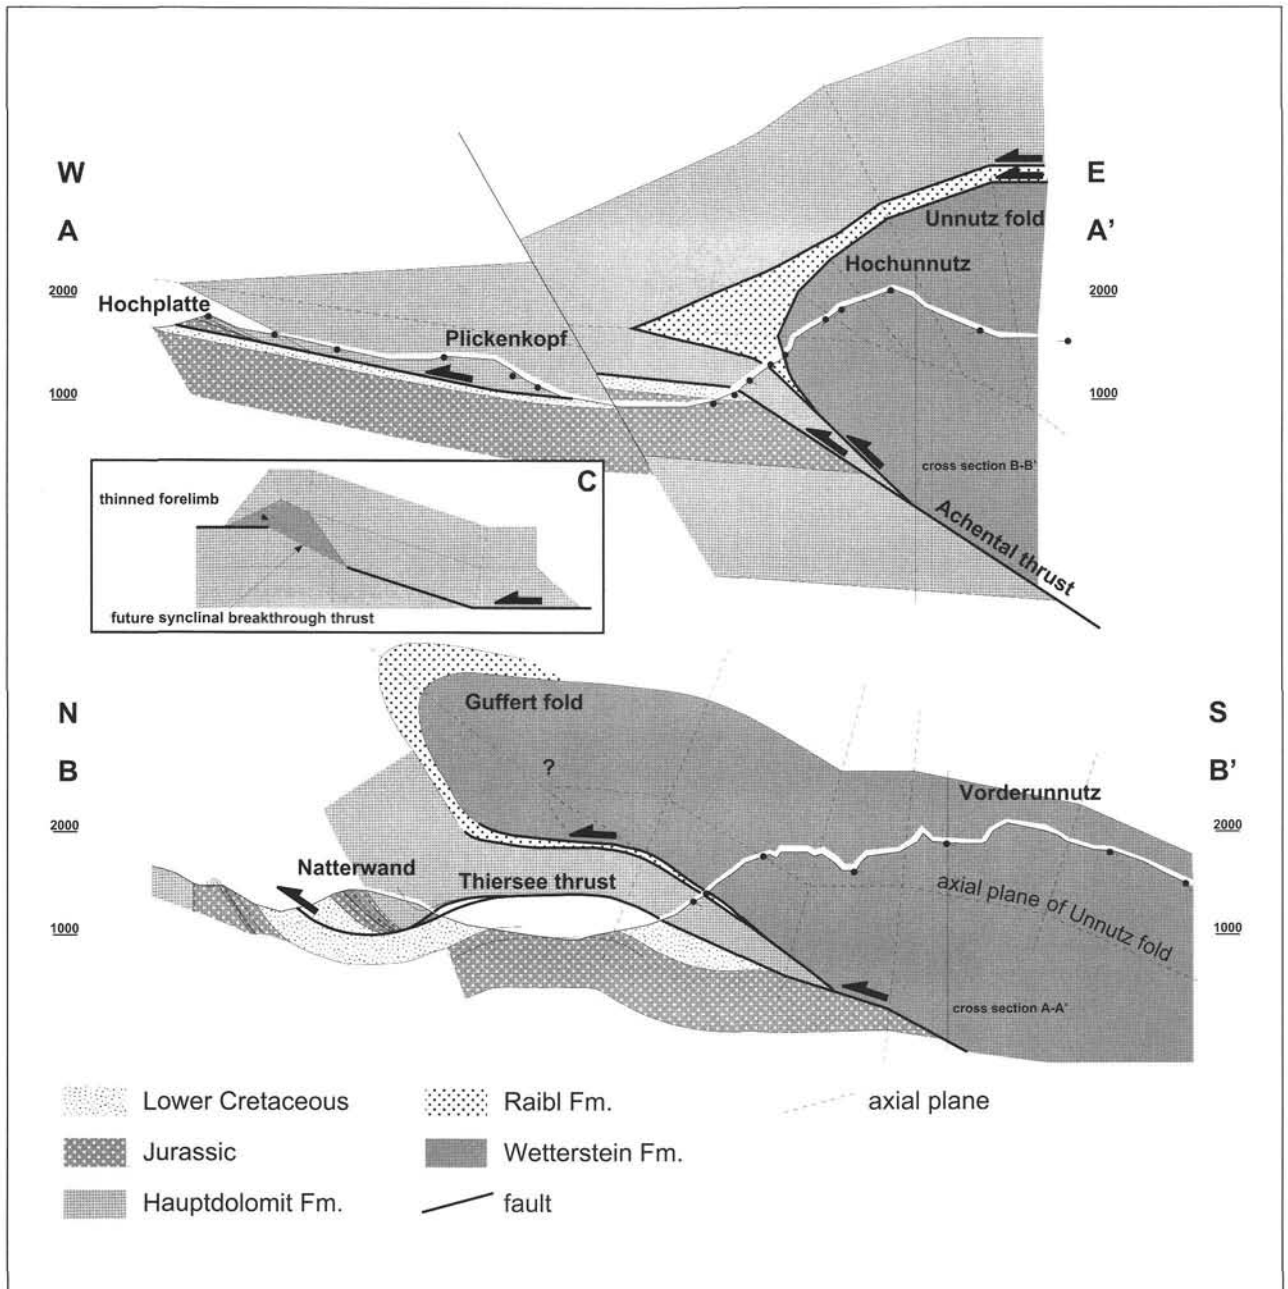 W
E
A
A'
Unnutz fold
Hochunnutz
2000
2000
Hochplatte
Plickenkopf
1000
1000
cross section B-B'
C
thinned forelimb
Achental thrust
future synclinal breakthrough thrust
N
S
Guffert fold
B
?
B'
Vorderunnutz
2000
2000
Natterwand
Thiersee thrust
axial plane of Unnutz fold
1000
1000
cross section A-A'
Lower Cretaceous
Raibl Fm.
axial plane
Jurassic
Wetterstein Fm.
Hauptdolomit Fm.
fault